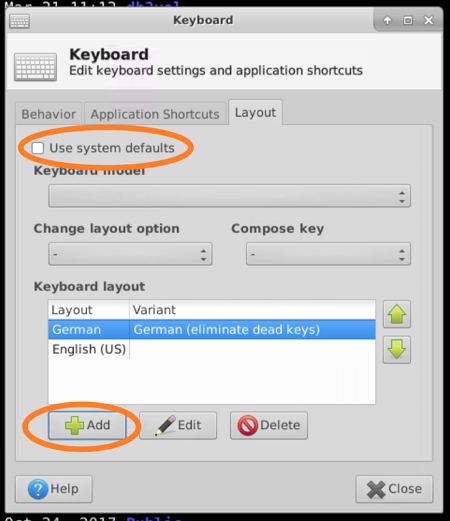 Mar 21 11:12 db2vol
Keyboard
Keyboard
Edit keyboard settings and application shortcuts
Behavior Application Shortcuts Layout
Use system defaults
Keyboard model
Change layout option Compose key
- -
Keyboard layout
Layout Variant
German German (eliminate dead keys)
English (US)
Add Edit Delete
Help Close
Oct 24, 2017 Public